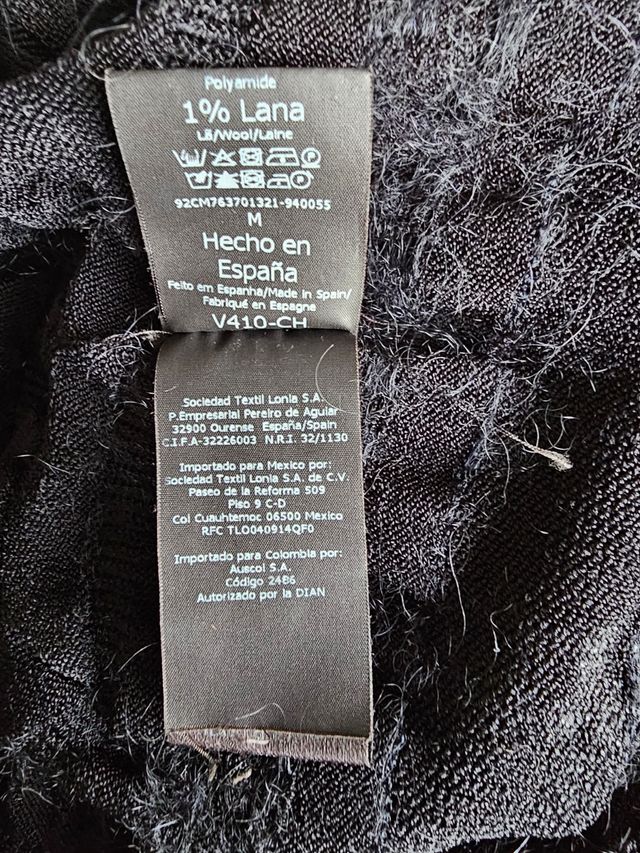 Polyamide
1% Lana
Lã/Wool/Laine
92CM763701321-940055
M
Hecho en
España
Feito em Espanha/Made in Spain/
Fabriqué en Espagne
V410-CH
Sociedad Textil Lonia S.A.
P.Empresarial Pereiro de Aguiar
32900 Ourense España/Spain
C.I.F.A-32226003 N.R.I. 32/1130
Importado para Mexico por:
Sociedad Textil Lonia S.A. de C.V.
Paseo de la Reforma 509
Piso 9 C-D
Col Cuauhtemoc 06500 Mexico
RFC TLO040914QF0
Importado para Colombia por:
Auscol S.A.
Código 2486
Autorizado por la DIAN